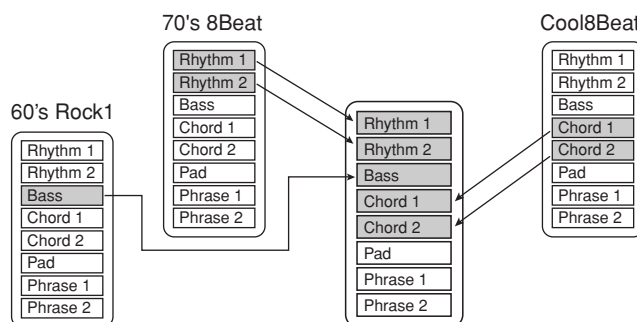 60's Rock1
Rhythm 1
Rhythm 2
Bass
Chord 1
Chord 2
Pad
Phrase 1
Phrase 2
70's 8Beat
Rhythm 1
Rhythm 2
Bass
Chord 1
Chord 2
Pad
Phrase 1
Phrase 2
Rhythm 1
Rhythm 2
Bass
Chord 1
Chord 2
Pad
Phrase 1
Phrase 2
Cool8Beat
Rhythm 1
Rhythm 2
Bass
Chord 1
Chord 2
Pad
Phrase 1
Phrase 2